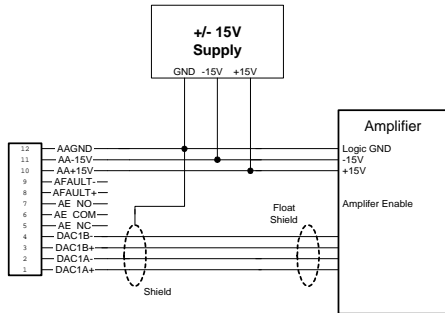 +/- 15V
Supply
GND -15V +15V
Amplifier
12 AAGND Logic GND
11 AA-15V -15V
10 AA+15V +15V
9 AFAULT-
8 AFAULT+
7 AE NO Amplifer Enable
6 AE COM
5 AE NC
Float
Shield
4 DAC1B-
3 DAC1B+
2 DAC1A-
1 DAC1A+
Shield